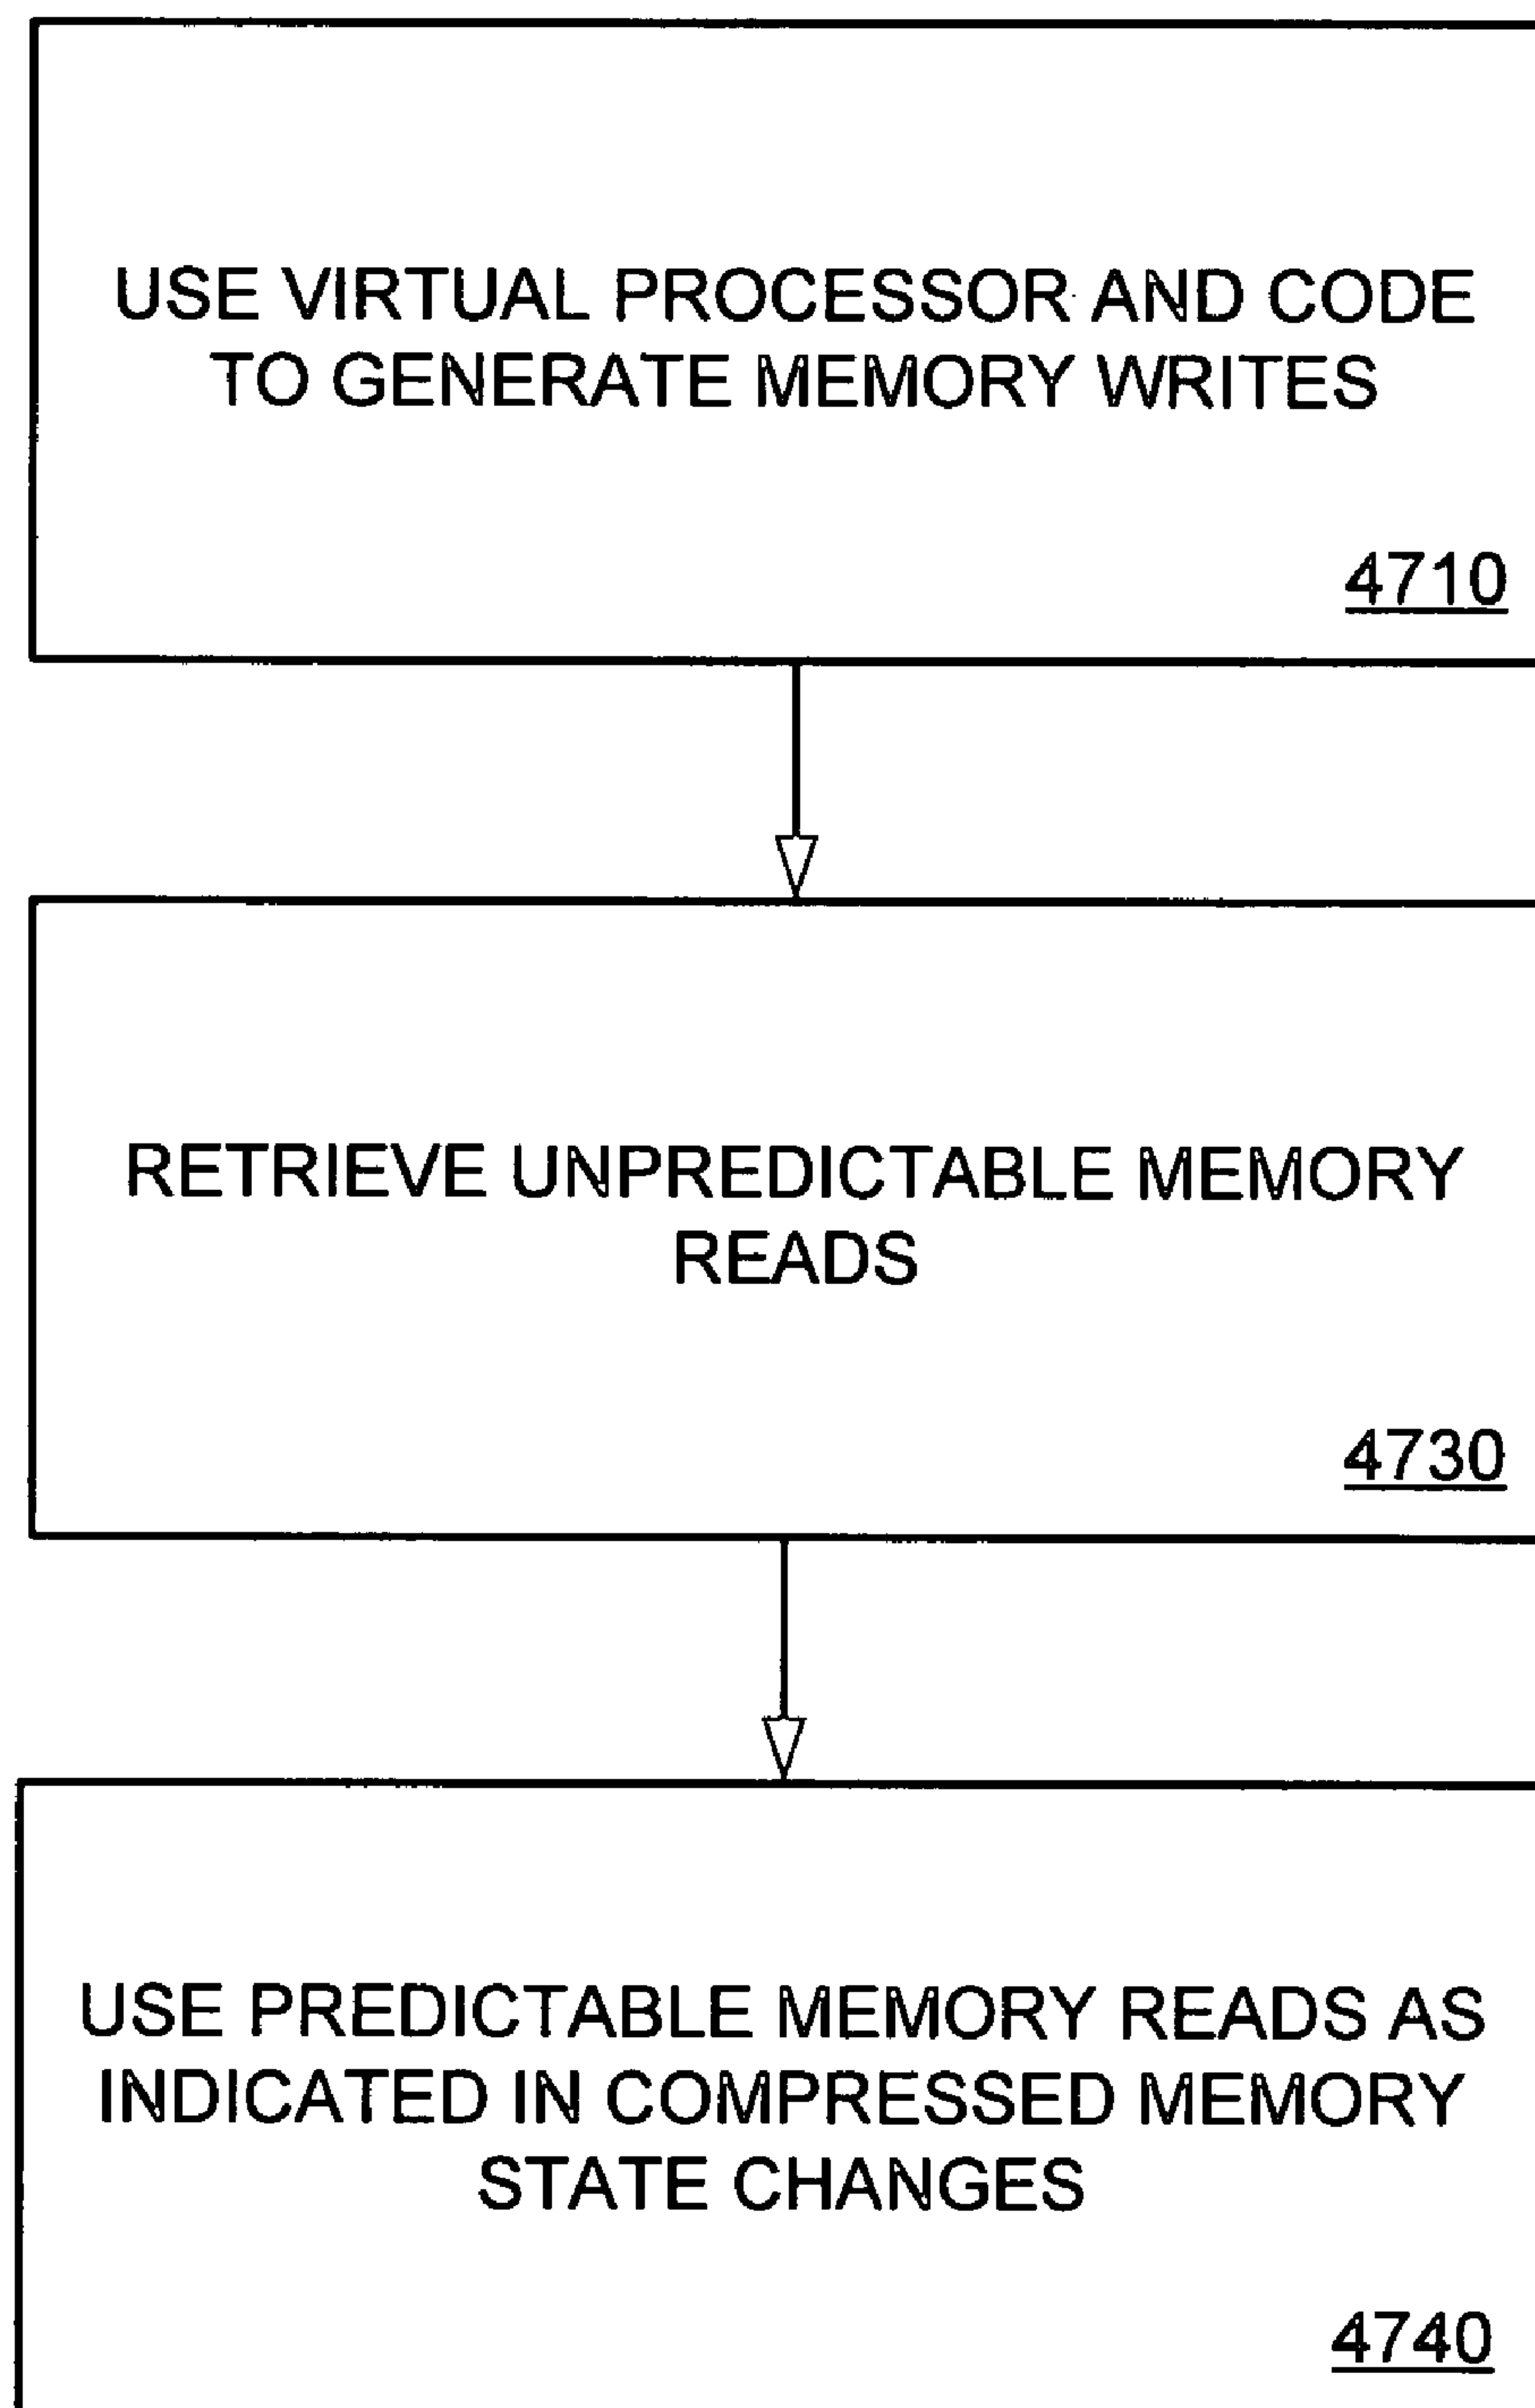 USE VIRTUAL PROCESSOR AND CODE
TO GENERATE MEMORY WRITES
4710
RETRIEVE UNPREDICTABLE MEMORY
READS
4730
USE PREDICTABLE MEMORY READS AS
INDICATED IN COMPRESSED MEMORY
STATE CHANGES
4740